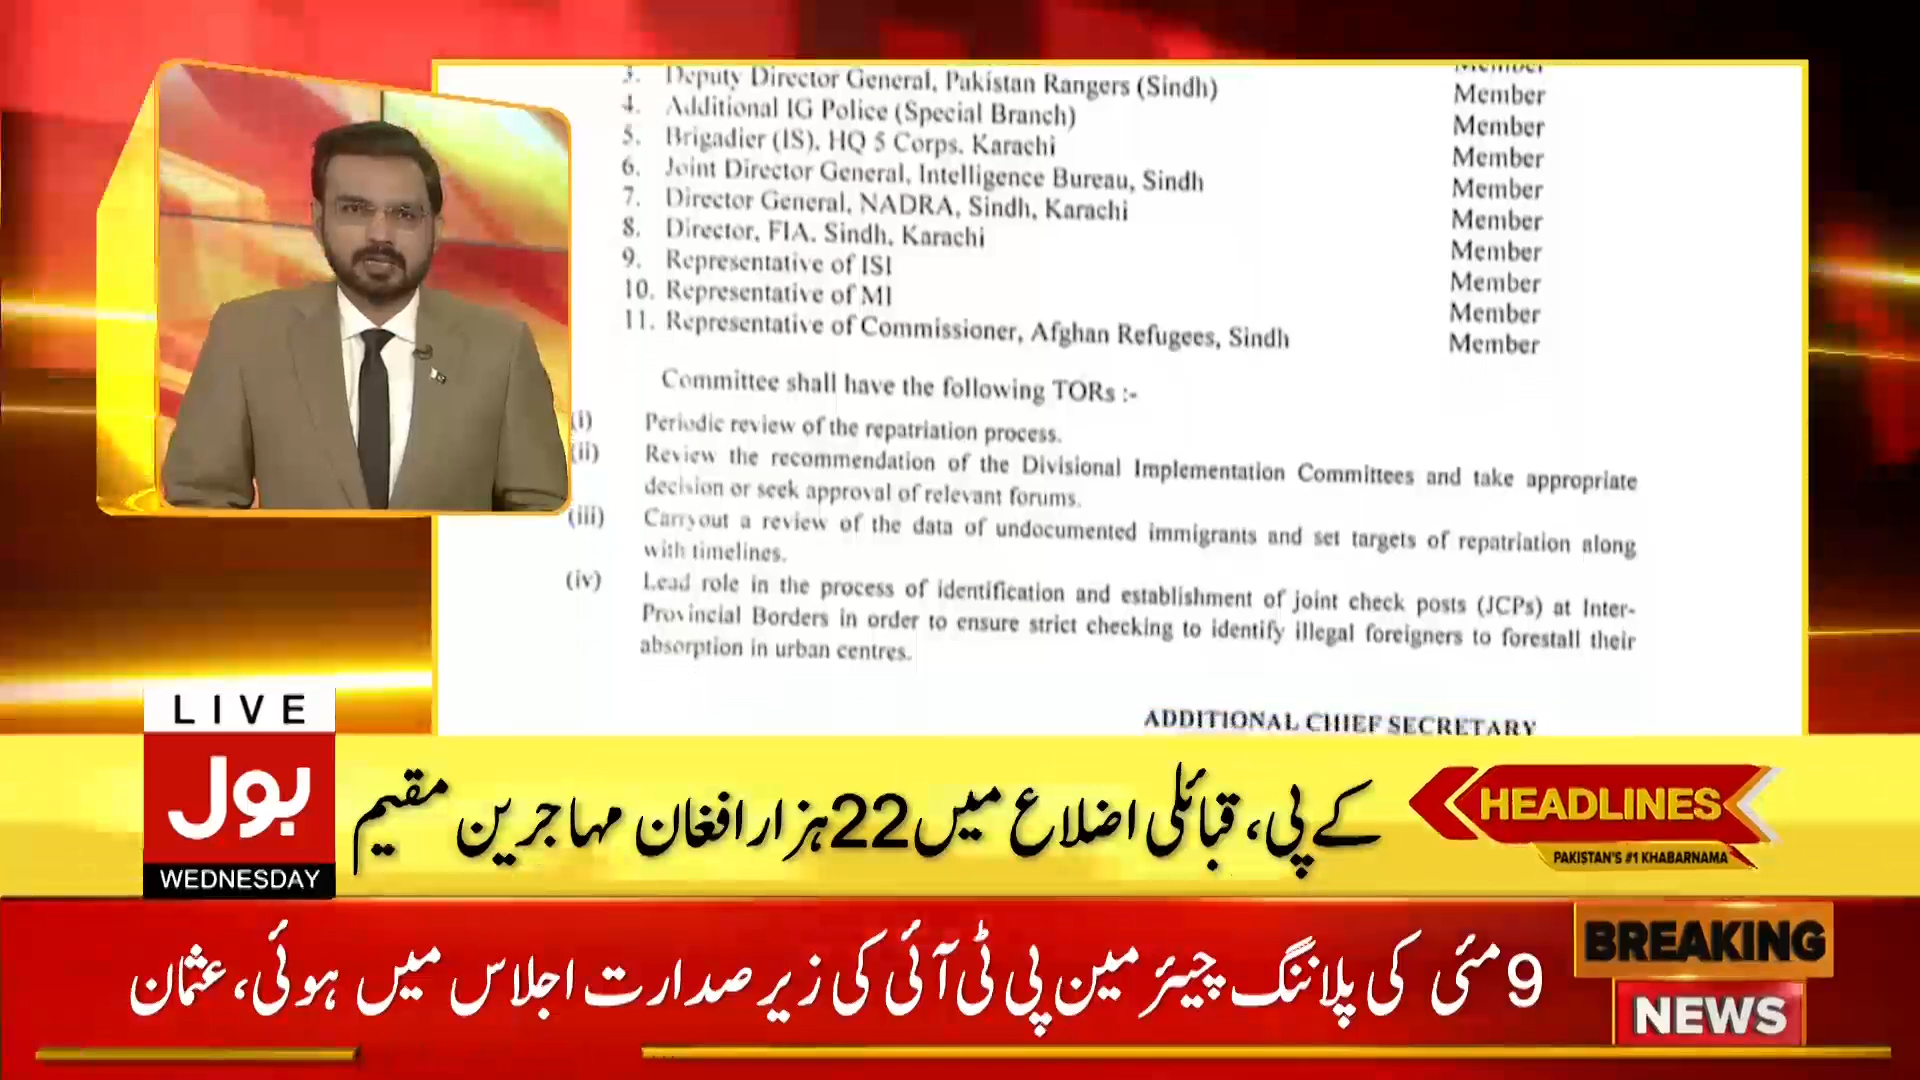 3. Deputy Director General, Pakistan Rangers (Sindh) Member
4. Additional IG Police (Special Branch) Member
5. Brigadier (IS), HQ 5 Corps. Karachi Member
6. Joint Director General, Intelligence Bureau, Sindh Member
7. Director General, NADRA, Sindh, Karachi Member
8. Director, FIA, Sindh, Karachi Member
9. Representative of ISI Member
10. Representative of MI Member
11. Representative of Commissioner, Afghan Refugees, Sindh Member
Member
Committee shall have the following TORs :-
(i) Periodic review of the repatriation process.
(ii) Review the recommendation of the Divisional Implementation Committees and take appropriate
decision or seek approval of relevant forums.
(iii) Carryout a review of the data of undocumented immigrants and set targets of repatriation along
with timelines.
(iv) Lead role in the process of identification and establishment of joint check posts (JCPs) at Inter-
Provincial Borders in order to ensure strict checking to identify illegal foreigners to forestall their
absorption in urban centres.
ADDITIONAL CHIEF SECRETARY
LIVE
بول
WEDNESDAY
کے پی، قبائلی اضلاع میں 22 ہزار افغان مہاجرین مقیم
HEADLINES
PAKISTAN'S #1 KHABARNAMA
9 مئی کی پلاننگ چیئرمین پی ٹی آئی کی زیر صدارت اجلاس میں ہوئی، عثمان
BREAKING
NEWS